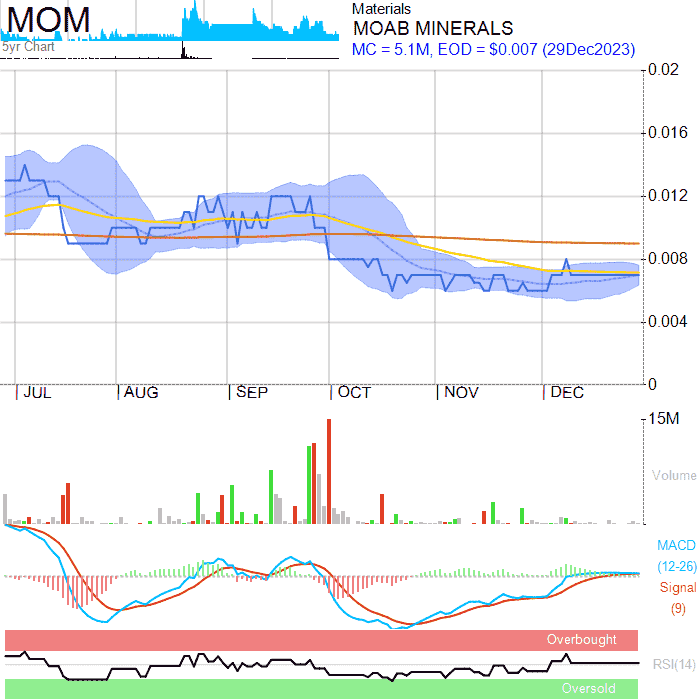 MOM
5yr Chart
Materials
MOAB MINERALS
MC = 5.1M, EOD = $0.007 (29Dec2023)
0.02
0.016
0.012
0.008
0.004
0
JUL AUG SEP OCT NOV DEC
15M
Volume
MACD
(12-26)
Signal
(9)
Overbought
RSI(14)
Oversold